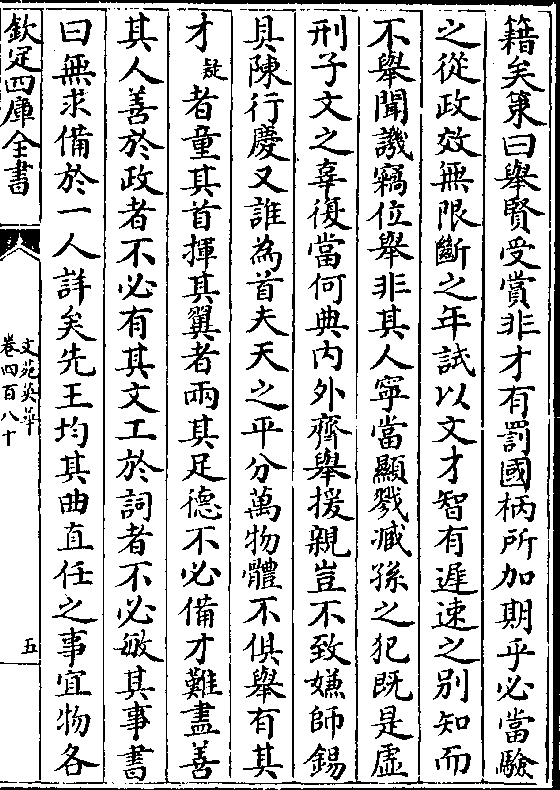 籍矣策曰舉賢受賞非才有罰國柄所加期乎必當驗
之從政效無限斷之年試以文才智有遲速之別知而
不舉聞譏竊位舉非其人寧當顯戮臧孫之犯既是虛
刑子文之辜復當何典内外齊舉援親豈不致嫌師錫
具陳行慶又誰為首夫天之平分萬物體不俱舉有其
才疑者童其首揮其翼者兩其足德不必備才難盡善
其人善於政者不必有其文工於詞者不必敏其事書
曰無求備於一人詳矣先王均其曲直任之事宜物各
欽定四庫全書
文苑英華
卷四百八十
五